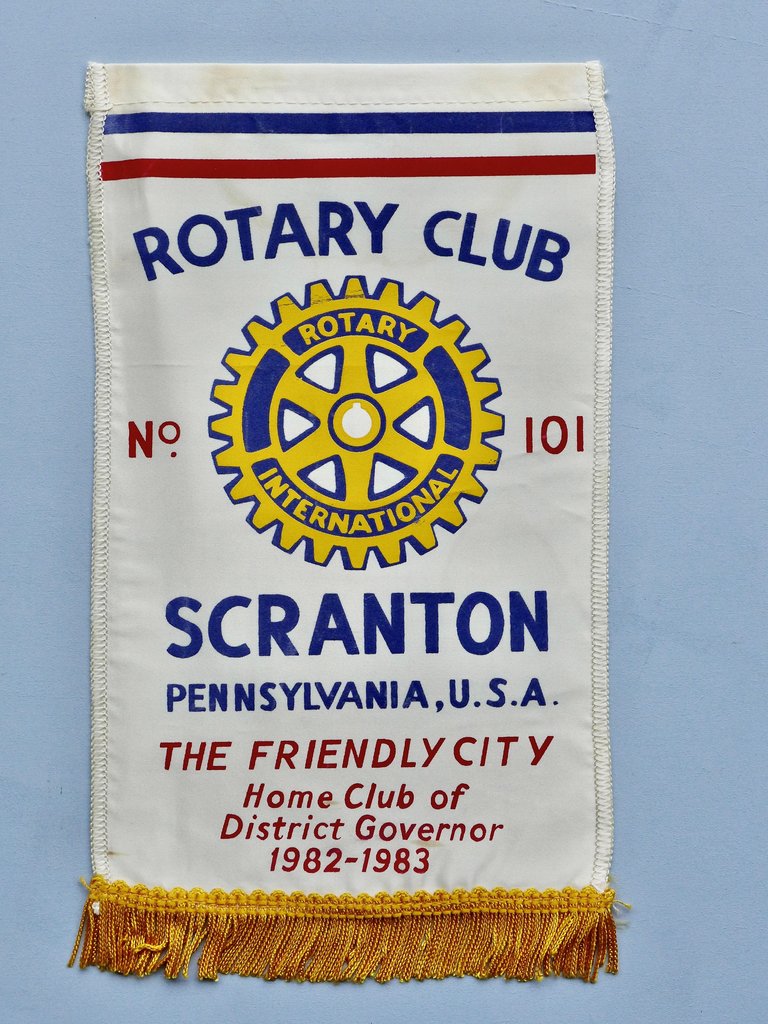 ROTARY CLUB
ROTARY
INTERNATIONAL
Nº. 101
SCRANTON
PENNSYLVANIA, U.S.A.
THE FRIENDLY CITY
Home Club of
District Governor
1982-1983